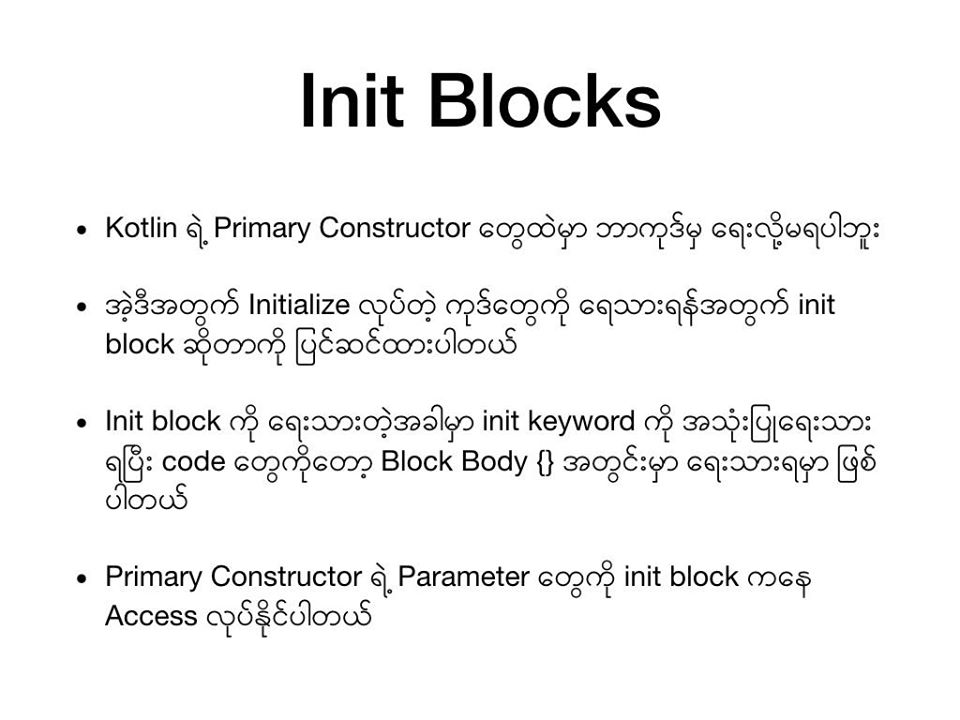 Init Blocks
• Kotlin ရဲ့ Primary Constructor တွေထဲမှာ ဘာကုဒ်မှ ရေးလို့မရပါဘူး
• အဲ့ဒီအတွက် Initialize လုပ်တဲ့ ကုဒ်တွေကို ရေသားရန်အတွက် init
block ဆိုတာကို ပြင်ဆင်ထားပါတယ်
• Init block ကို ရေးသားတဲ့အခါမှာ init keyword ကို အသုံးပြုရေးသား
ရပြီး code တွေကိုတော့ Block Body {} အတွင်းမှာ ရေးသားရမှာ ဖြစ်
ပါတယ်
• Primary Constructor ရဲ့ Parameter တွေကို init block ကနေ
Access လုပ်နိုင်ပါတယ်